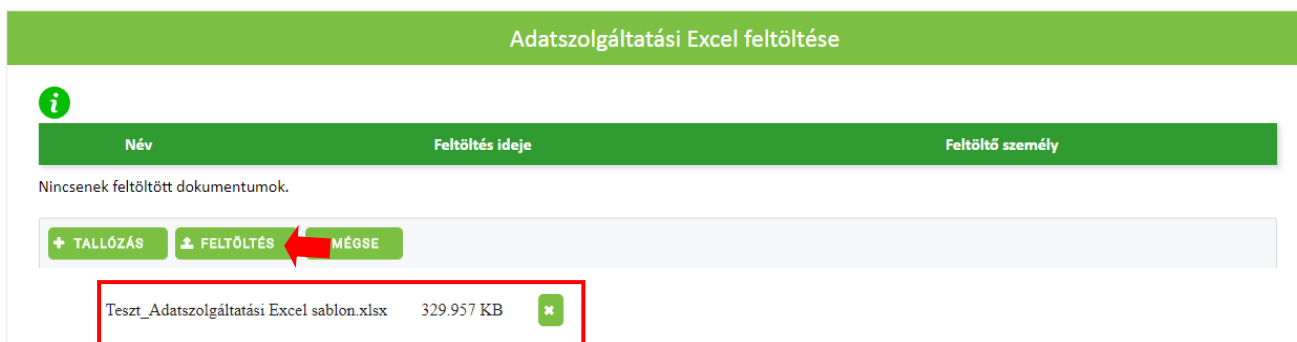 Adatszolgáltatási Excel feltöltése
i
Név Feltöltés ideje Feltöltő személy
Nincsenek feltöltött dokumentumok.
TALLÓZÁS FELTÖLTÉS MÉGSE
Teszt_Adatszolgáltatási Excel sablon.xlsx 329.957 KB